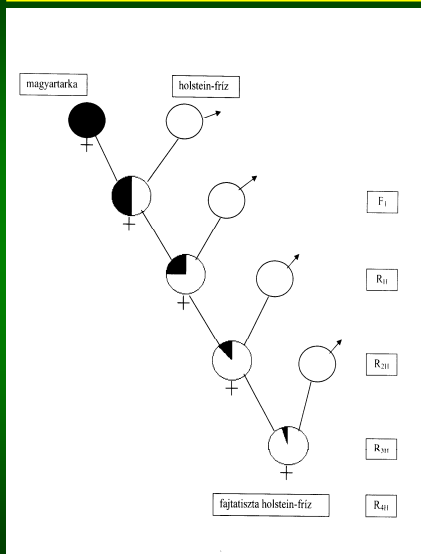 magyartarka
holstein-fríz
F₁
R₁H
R₂H
R₃H
fajtatiszta holstein-fríz
R₄H